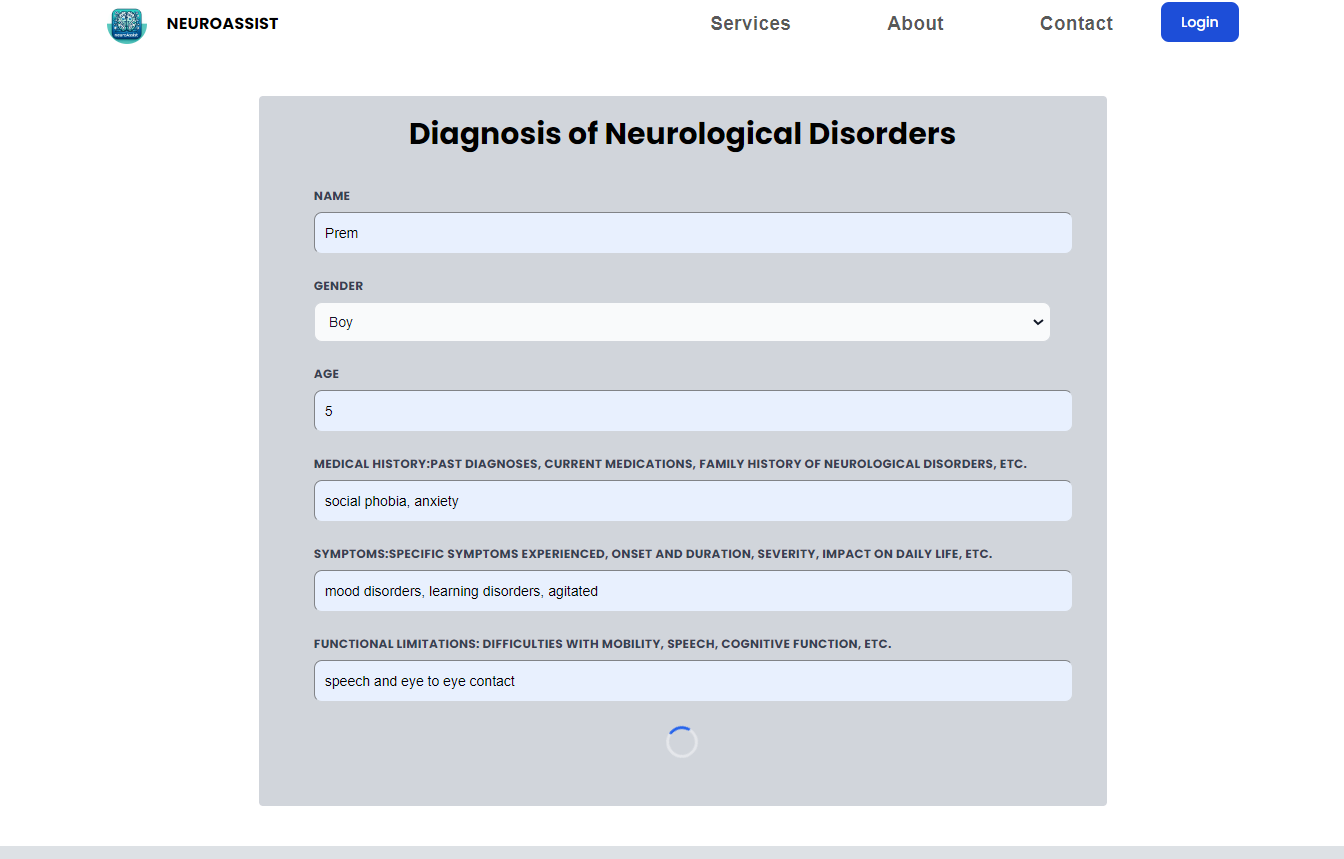 NEUROASSIST
Services
About
Contact
Login
Diagnosis of Neurological Disorders
NAME
Prem
GENDER
Boy
AGE
5
MEDICAL HISTORY:PAST DIAGNOSES, CURRENT MEDICATIONS, FAMILY HISTORY OF NEUROLOGICAL DISORDERS, ETC.
social phobia, anxiety
SYMPTOMS:SPECIFIC SYMPTOMS EXPERIENCED, ONSET AND DURATION, SEVERITY, IMPACT ON DAILY LIFE, ETC.
mood disorders, learning disorders, agitated
FUNCTIONAL LIMITATIONS: DIFFICULTIES WITH MOBILITY, SPEECH, COGNITIVE FUNCTION, ETC.
speech and eye to eye contact